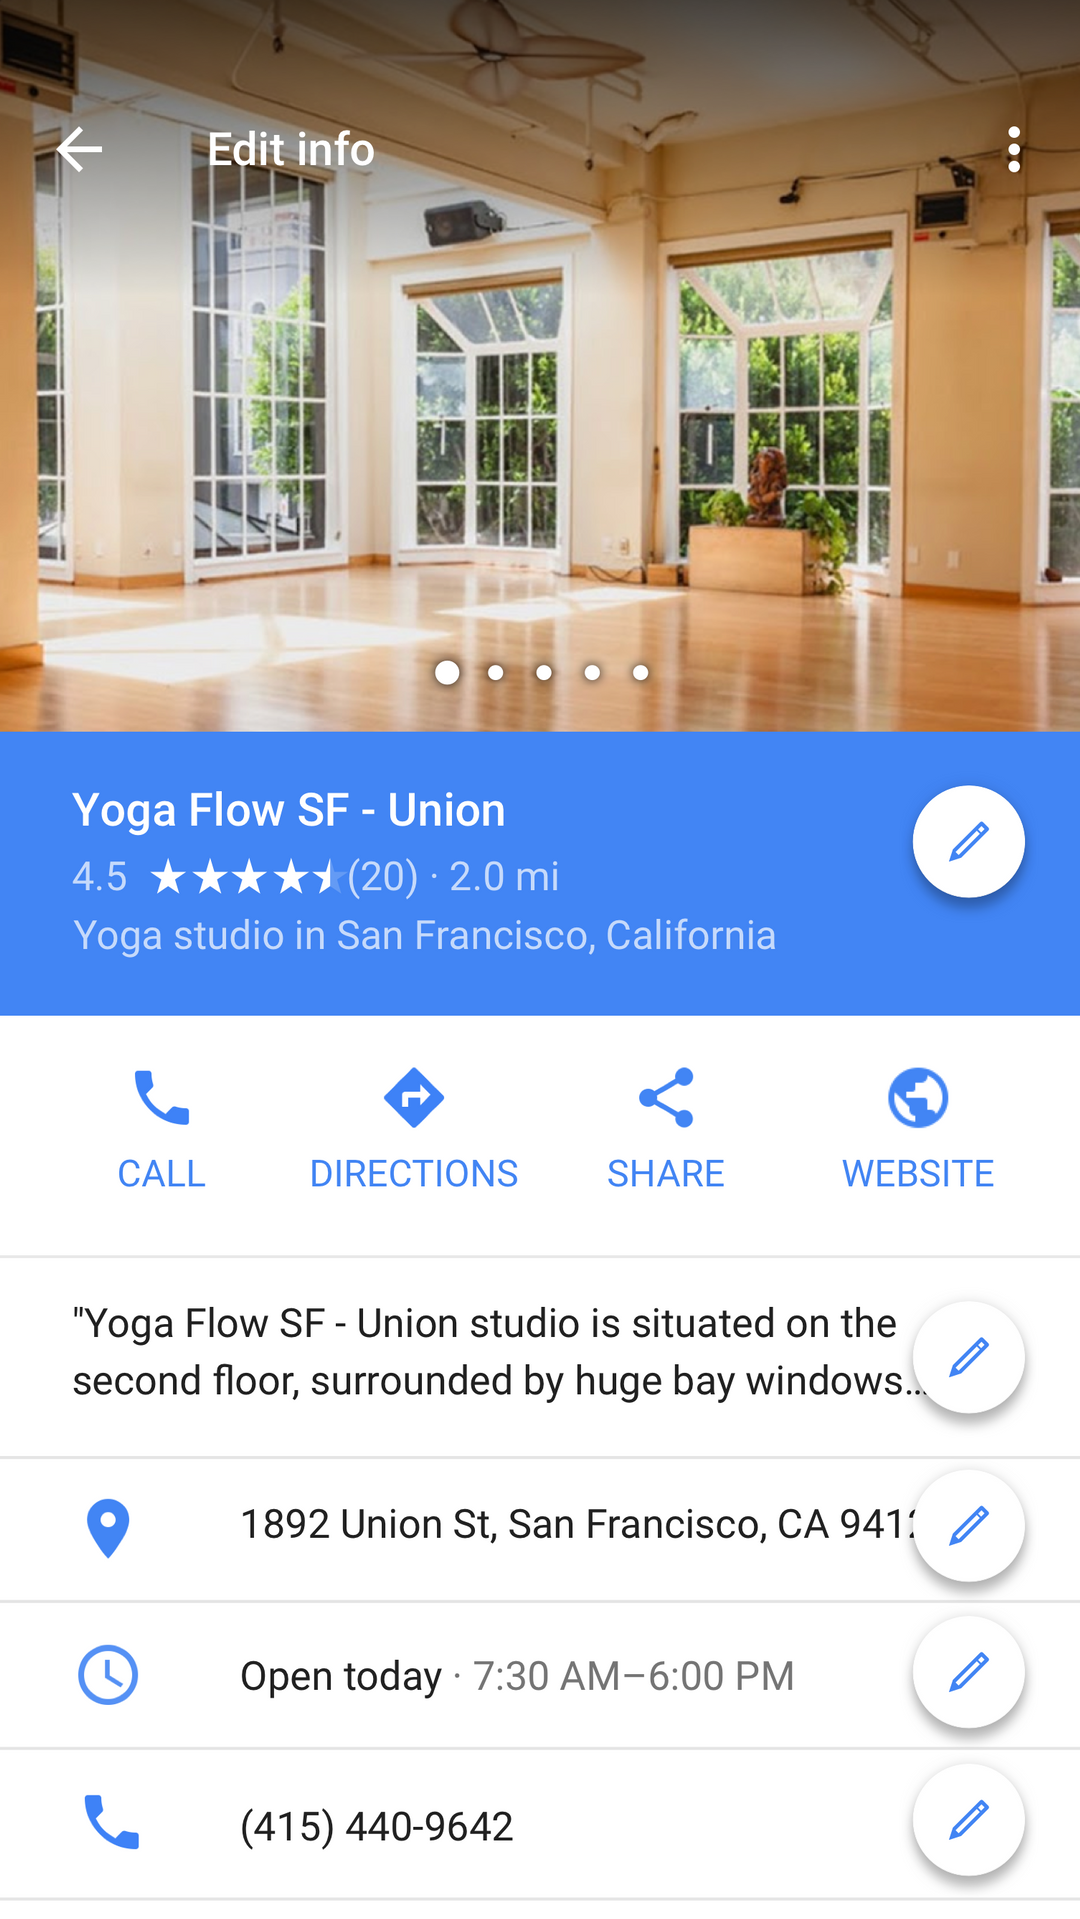 Edit info
Yoga Flow SF - Union
4.5 (20) · 2.0 mi
Yoga studio in San Francisco, California
CALL DIRECTIONS SHARE WEBSITE
"Yoga Flow SF - Union studio is situated on the
second floor, surrounded by huge bay windows...
1892 Union St, San Francisco, CA
Open today · 7:30 AM–6:00 PM
(415) 440-9642